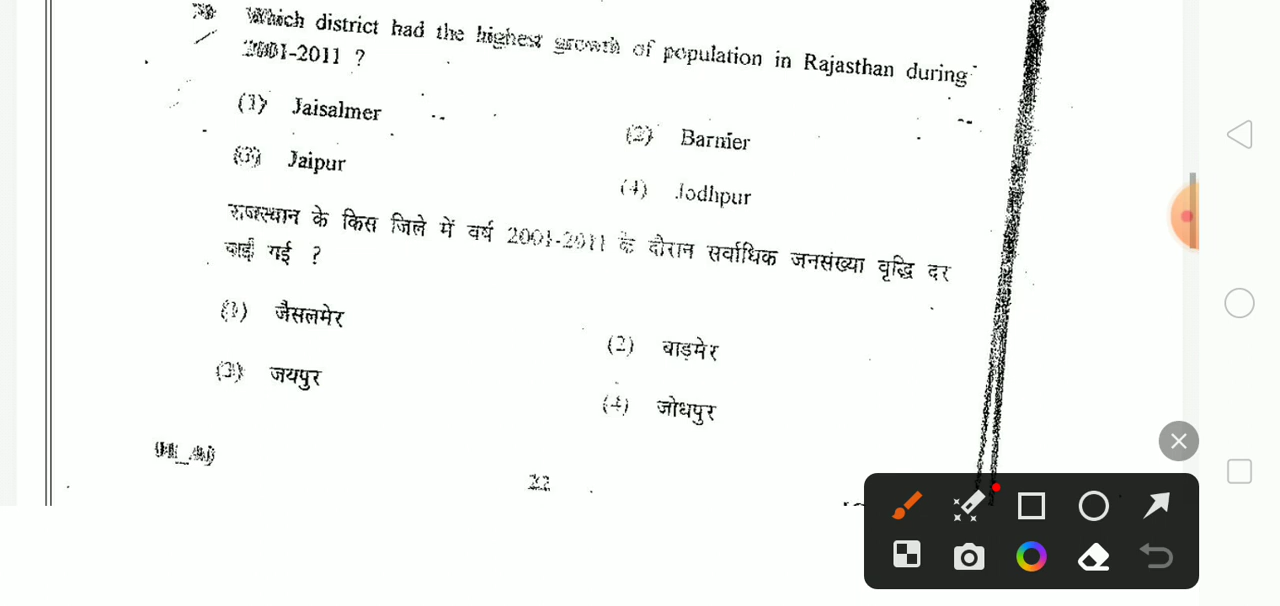 Which district had the highest growth of population in Rajasthan during
2001-2011 ?
(1) Jaisalmer
(2) Barmer
(3) Jaipur
(4) Jodhpur
राजस्थान के किस जिले में वर्ष 2001-2011 के दौरान सर्वाधिक जनसंख्या वृद्धि दर
पाई गई ?
(1) जैसलमेर
(2) बाड़मेर
(3) जयपुर
(4) जोधपुर
22